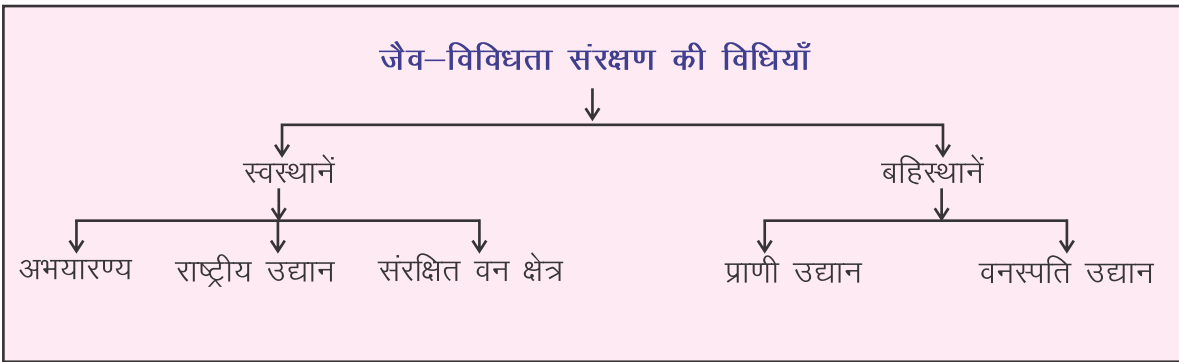 जैव–विविधता संरक्षण की विधियाँ
स्वस्थानें बहिस्थानें
अभयारण्य राष्ट्रीय उद्यान संरक्षित वन क्षेत्र प्राणी उद्यान वनस्पति उद्यान